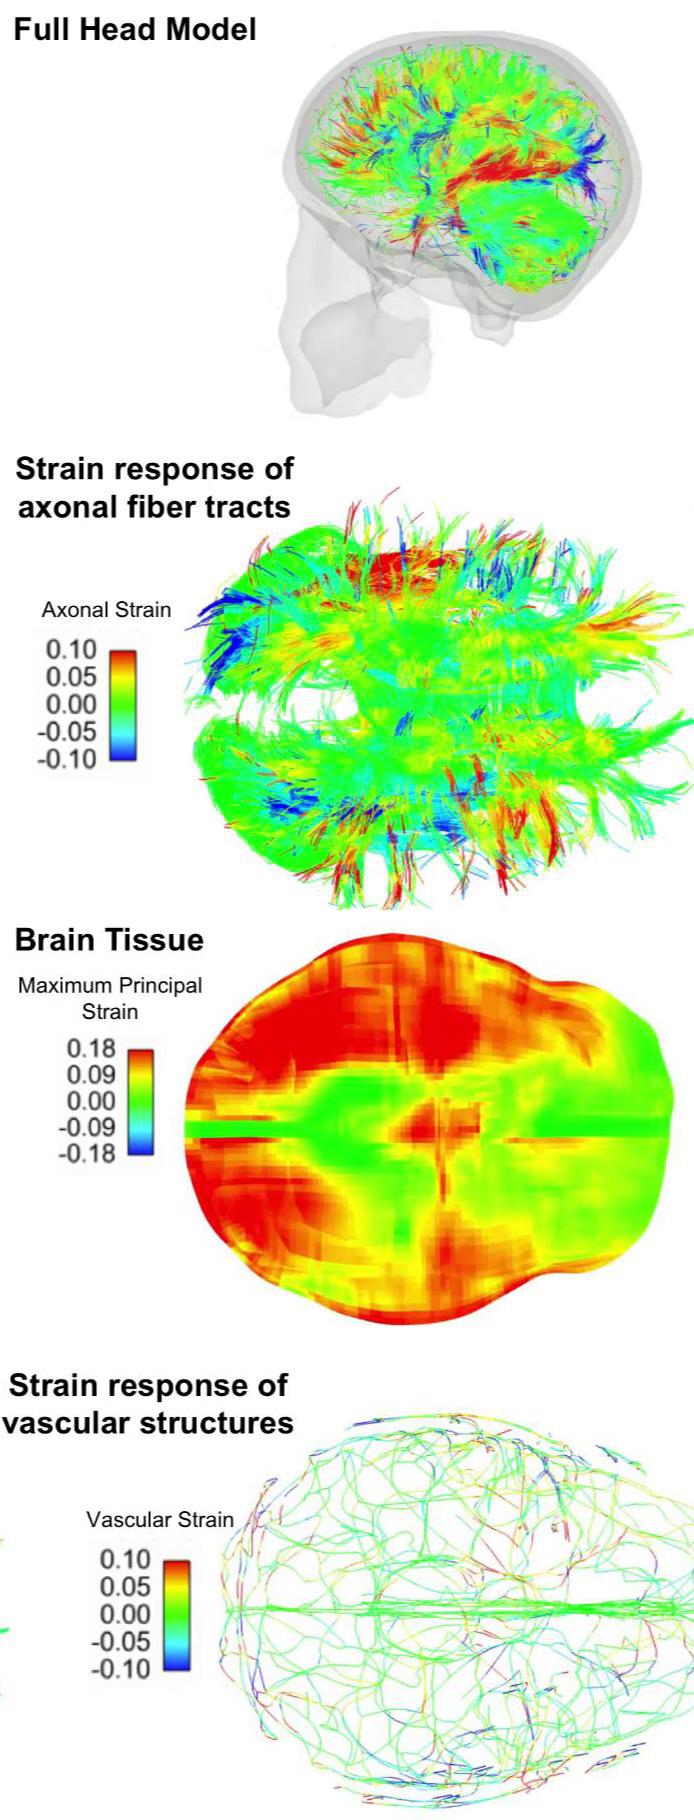 Full Head Model
Strain response of
axonal fiber tracts
Axonal Strain
0.10
0.05
0.00
-0.05
-0.10
Brain Tissue
Maximum Principal
Strain
0.18
0.09
0.00
-0.09
-0.18
Strain response of
vascular structures
Vascular Strain
0.10
0.05
0.00
-0.05
-0.10